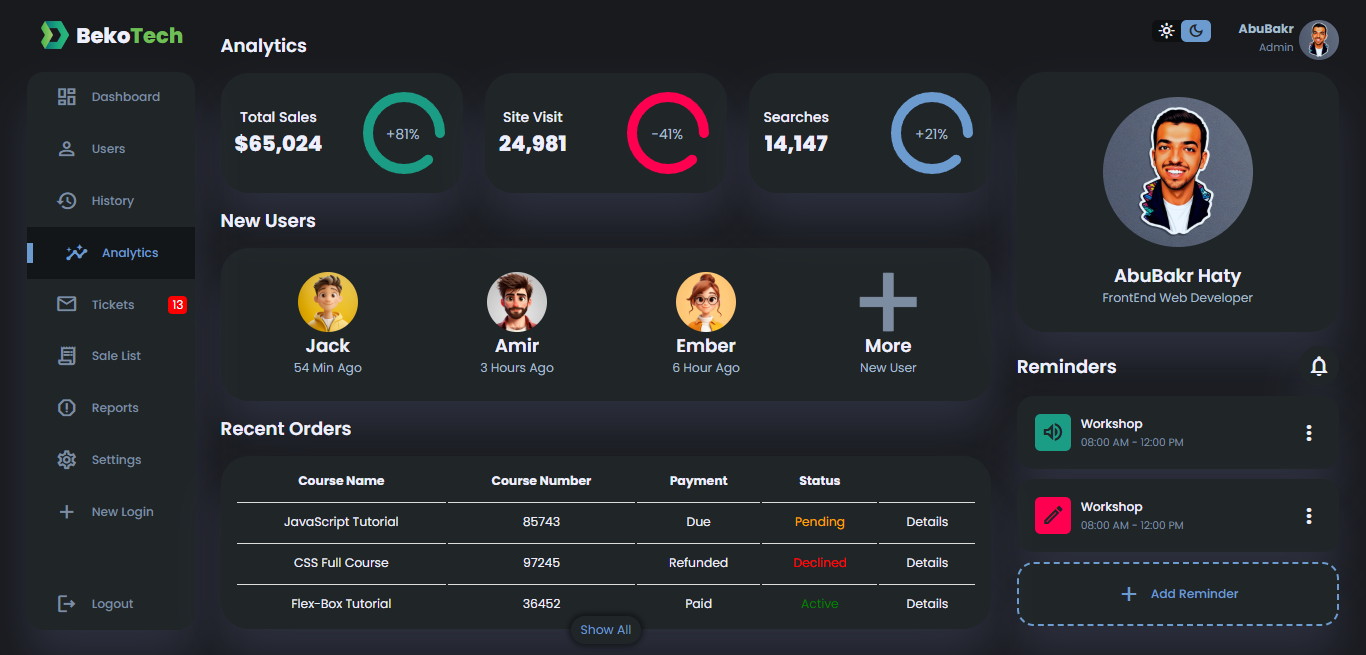 BekoTech
Dashboard
Users
History
Analytics
Tickets 13
Sale List
Reports
Settings
New Login
Logout
Analytics
Total Sales
$65,024
+81%
Site Visit
24,981
-41%
Searches
14,147
+21%
New Users
Jack
54 Min Ago
Amir
3 Hours Ago
Ember
6 Hour Ago
More
New User
Recent Orders
Course Name Course Number Payment Status
JavaScript Tutorial 85743 Due Pending Details
CSS Full Course 97245 Refunded Declined Details
Flex-Box Tutorial 36452 Paid Active Details
Show All
AbuBakr
Admin
AbuBakr Haty
FrontEnd Web Developer
Reminders
Workshop
08:00 AM - 12:00 PM
Workshop
08:00 AM - 12:00 PM
Add Reminder